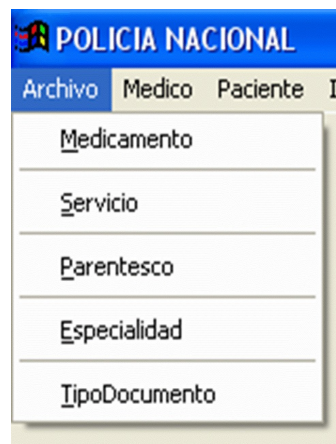 POLICIA NACIONAL
Archivo Medico Paciente
Medicamento
Servicio
Parentesco
Especialidad
TipoDocumento